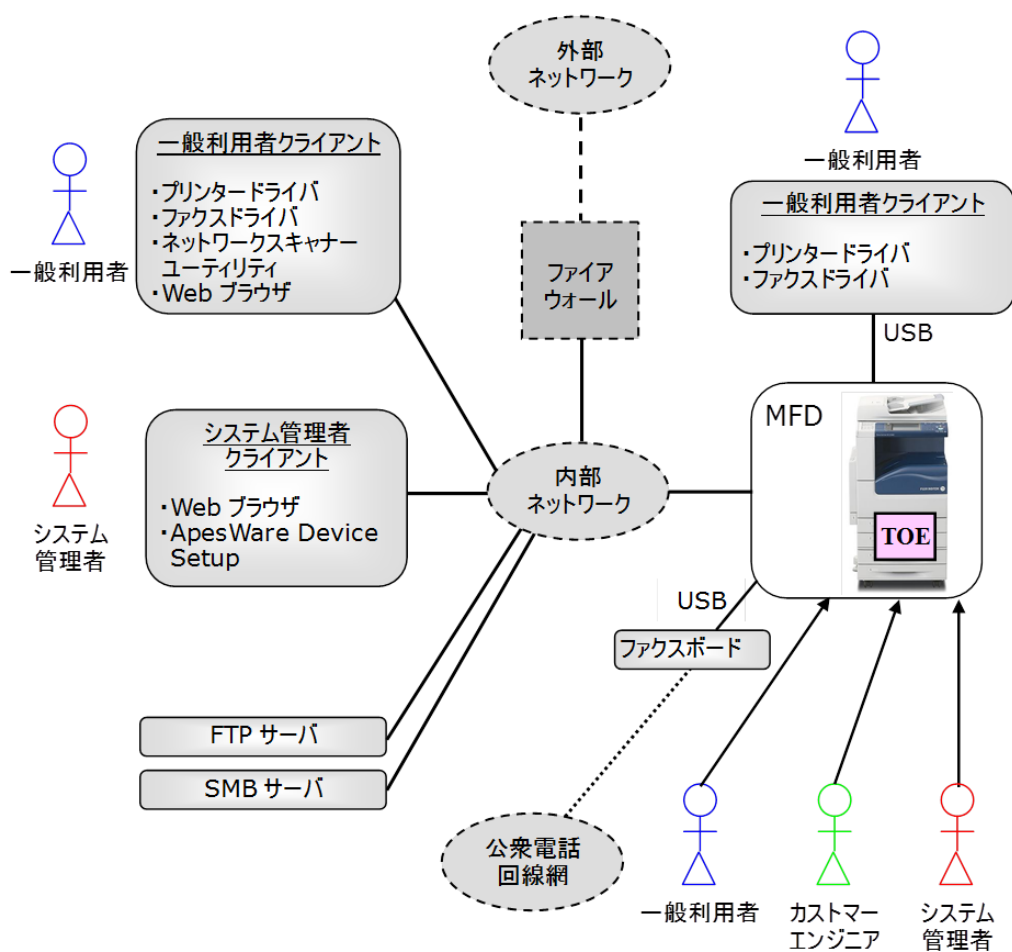 外部
ネットワーク
一般利用者
一般利用者クライアント
・プリンタードライバ
・ファクスドライバ
・ネットワークスキャナー
ユーティリティ
・Web ブラウザ
一般利用者
一般利用者クライアント
・プリンタードライバ
・ファクスドライバ
ファイア
ウォール
USB
MFD
TOE
システム管理者
クライアント
・Web ブラウザ
・ApesWare Device
Setup
システム
管理者
内部
ネットワーク
USB
ファクスボード
FTP サーバ
SMB サーバ
公衆電話
回線網
一般利用者
カストマー
エンジニア
システム
管理者